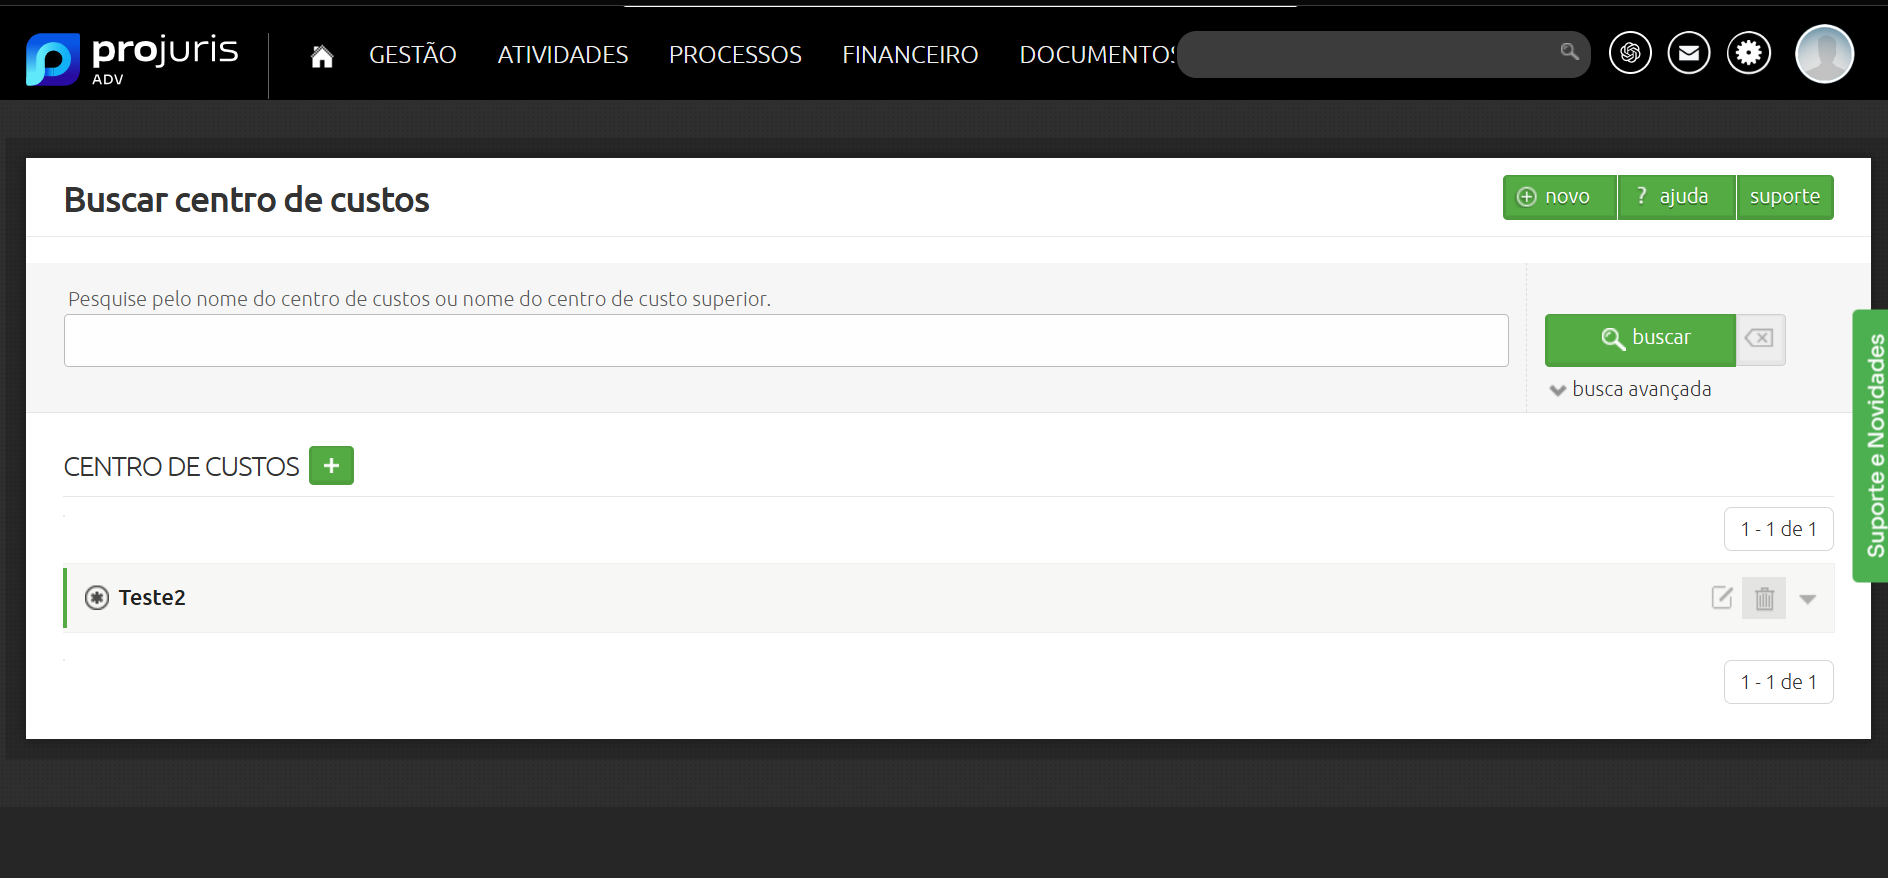 projuris
ADV
GESTÃO
ATIVIDADES
PROCESSOS
FINANCEIRO
DOCUMENTOS
Buscar centro de custos
novo
? ajuda
suporte
Pesquise pelo nome do centro de custos ou nome do centro de custo superior.
buscar
busca avançada
Suporte e Novidades
CENTRO DE CUSTOS +
1 - 1 de 1
Teste2
1 - 1 de 1